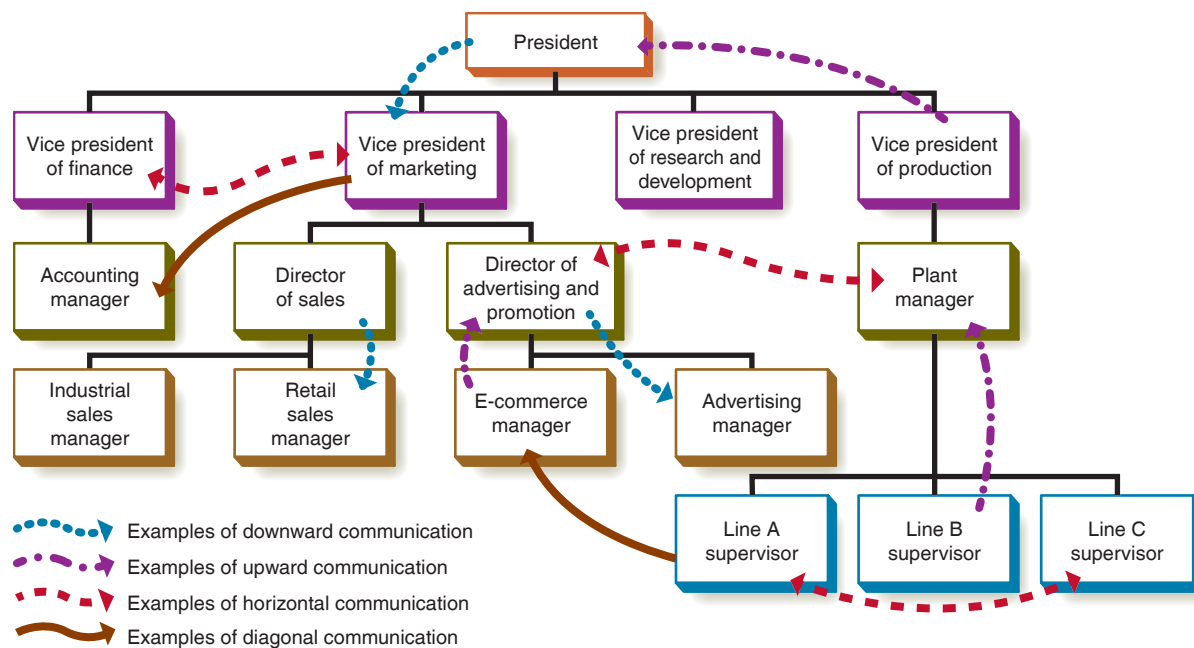 President
Vice president
of finance
Vice president
of marketing
Vice president
of research and
development
Vice president
of production
Accounting
manager
Director
of sales
Director of
advertising and
promotion
Plant
manager
Industrial
sales
manager
Retail
sales
manager
E-commerce
manager
Advertising
manager
Line A
supervisor
Line B
supervisor
Line C
supervisor
Examples of downward communication
Examples of upward communication
Examples of horizontal communication
Examples of diagonal communication